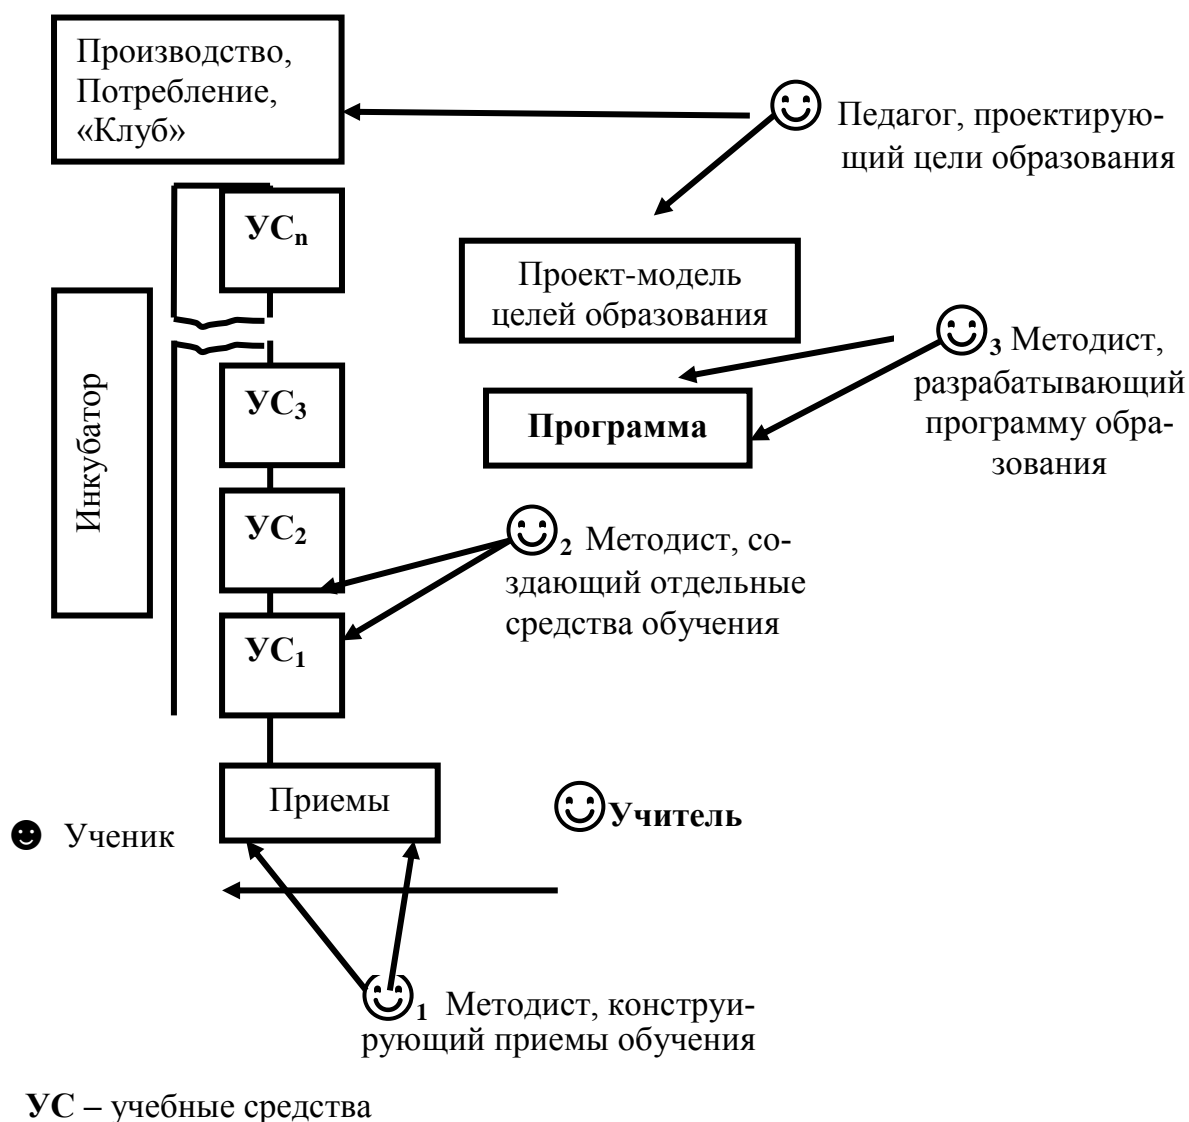 Производство,
Потребление,
«Клуб»
Педагог, проектирую-
щий цели образования
УСn
Проект-модель
целей образования
3 Методист,
разрабатывающий
программу обра-
зования
Инкубатор
УС3
Программа
УС2
2 Методист, со-
здающий отдельные
средства обучения
УС1
Приемы
Учитель
Ученик
1 Методист, конструи-
рующий приемы обучения
УС – учебные средства